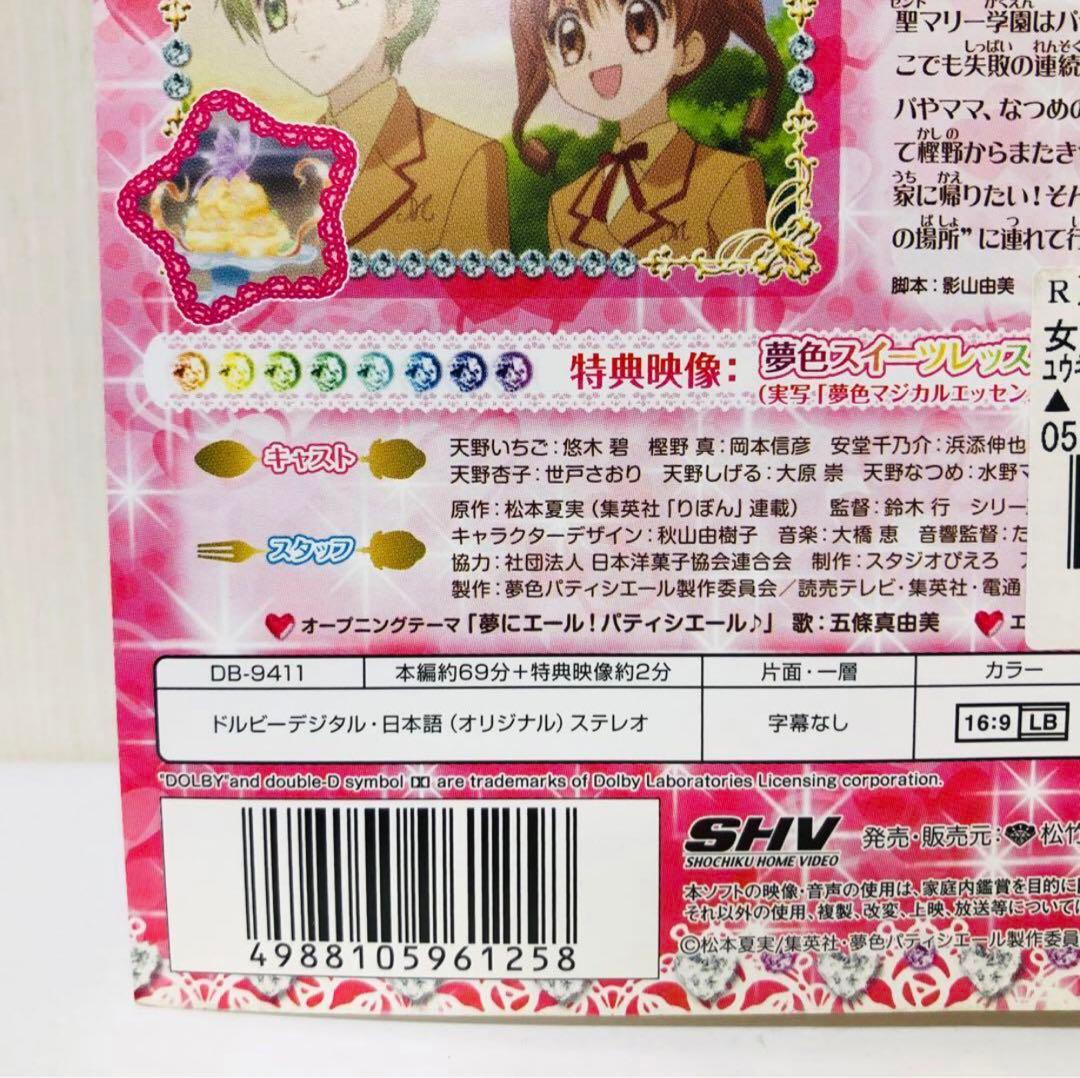 聖マリー学園はパ
こでも失敗の連続
パやママ、なつめの
て樫野からまたき
家に帰りたい!そん
の場所”に連れて行
脚本:影山由美
特典映像:
夢色スイーツレッス
(実写「夢色マジカルエッセン
キャスト
天野いちご:悠木 碧 樫野 真:岡本信彦 安堂千乃介:浜添伸也
天野杏子:世戸さおり 天野しげる:大原 崇 天野なつめ:水野マ
スタッフ
原作:松本夏実(集英社「りぼん」連載) 監督:鈴木 行 シリー
キャラクターデザイン:秋山由樹子 音楽:大橋 恵 音響監督:た
協力:社団法人 日本洋菓子協会連合会 制作:スタジオぴえろ
製作:夢色パティシエール製作委員会/読売テレビ・集英社・電通
オープニングテーマ「夢にエール!パティシエール♪」 歌:五條真由美
エ
DB-9411
本編約69分+特典映像約2分
片面・一層
カラー
ドルビーデジタル・日本語(オリジナル)ステレオ
字幕なし
16:9 LB
"DOLBY"and double-D symbol are trademarks of Dolby Laboratories Licensing corporation.
4988105961258
SHV
SHOCHIKU HOME VIDEO
発売・販売元:松竹
本ソフトの映像・音声の使用は、家庭内鑑賞を目的に
それ以外の使用、複製、改変、上映、放送等については
©松本夏実/集英社・夢色パティシエール製作委員
R
女
ユウキ
▲
05